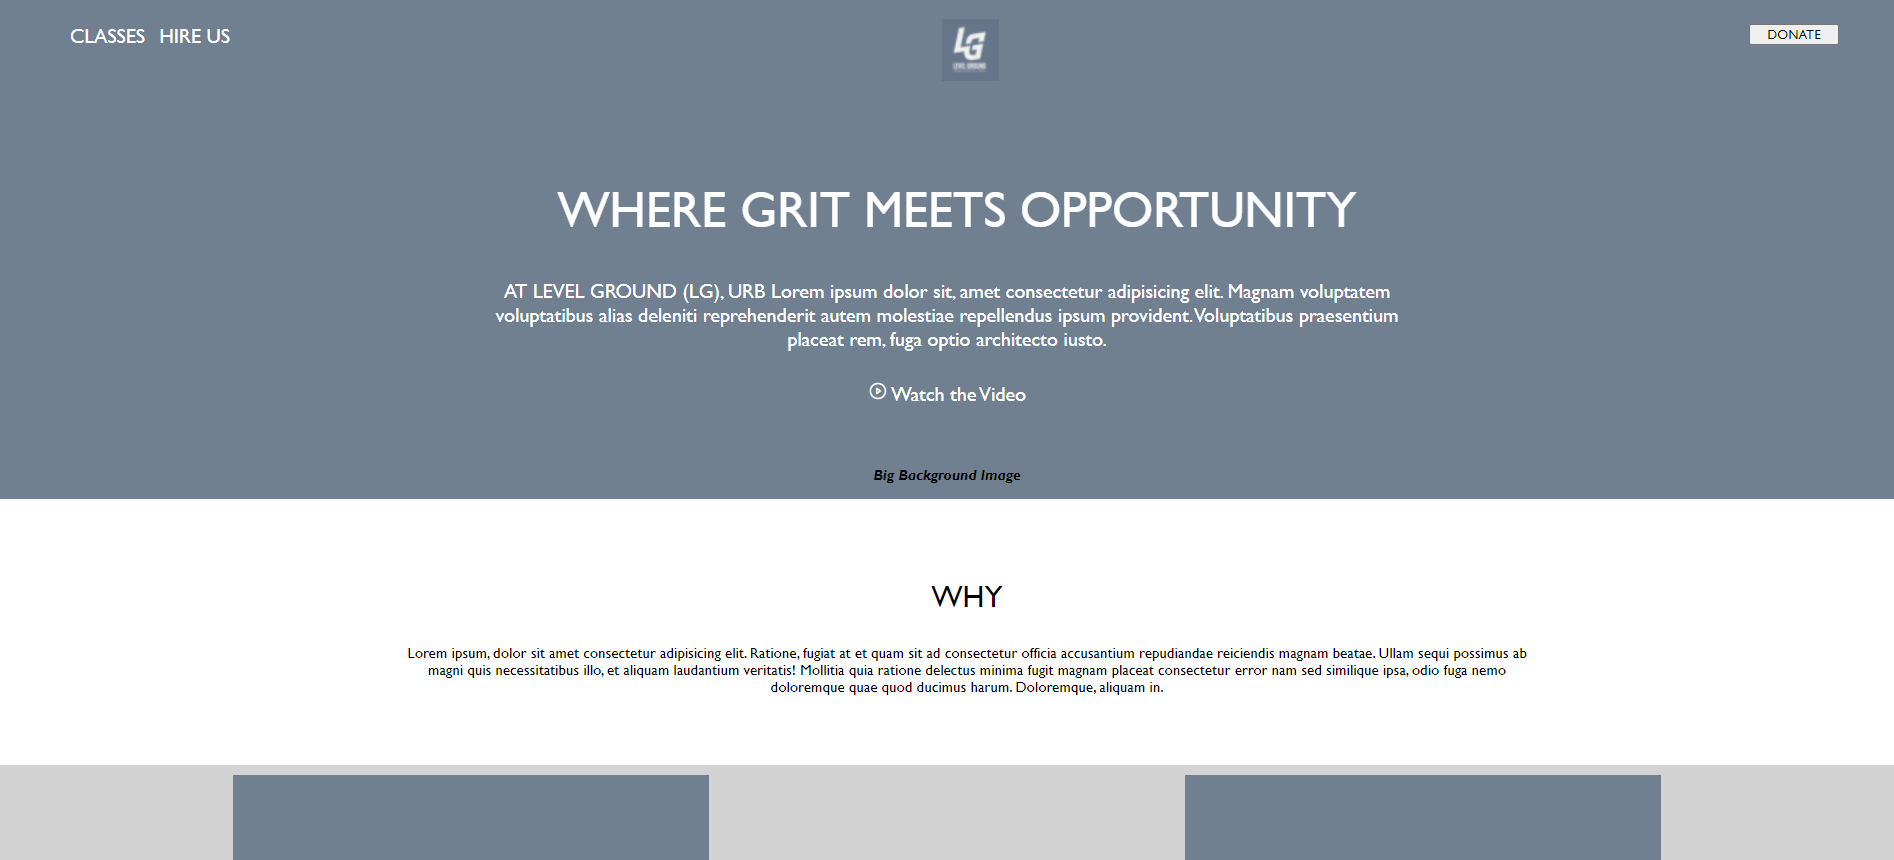 CLASSES HIRE US
LG
LEVEL GROUND
DONATE
WHERE GRIT MEETS OPPORTUNITY
AT LEVEL GROUND (LG), URB Lorem ipsum dolor sit, amet consectetur adipisicing elit. Magnam voluptatem
voluptatibus alias deleniti reprehenderit autem molestiae repellendus ipsum provident. Voluptatibus praesentium
placeat rem, fuga optio architecto iusto.
Watch the Video
Big Background Image
WHY
Lorem ipsum, dolor sit amet consectetur adipisicing elit. Ratione, fugiat at et quam sit ad consectetur officia accusantium repudiandae reiciendis magnam beatae. Ullam sequi possimus ab
magni quis necessitatibus illo, et aliquam laudantium veritatis! Mollitia quia ratione delectus minima fugit magnam placeat consectetur error nam sed similique ipsa, odio fuga nemo
doloremque quae quod ducimus harum. Doloremque, aliquam in.